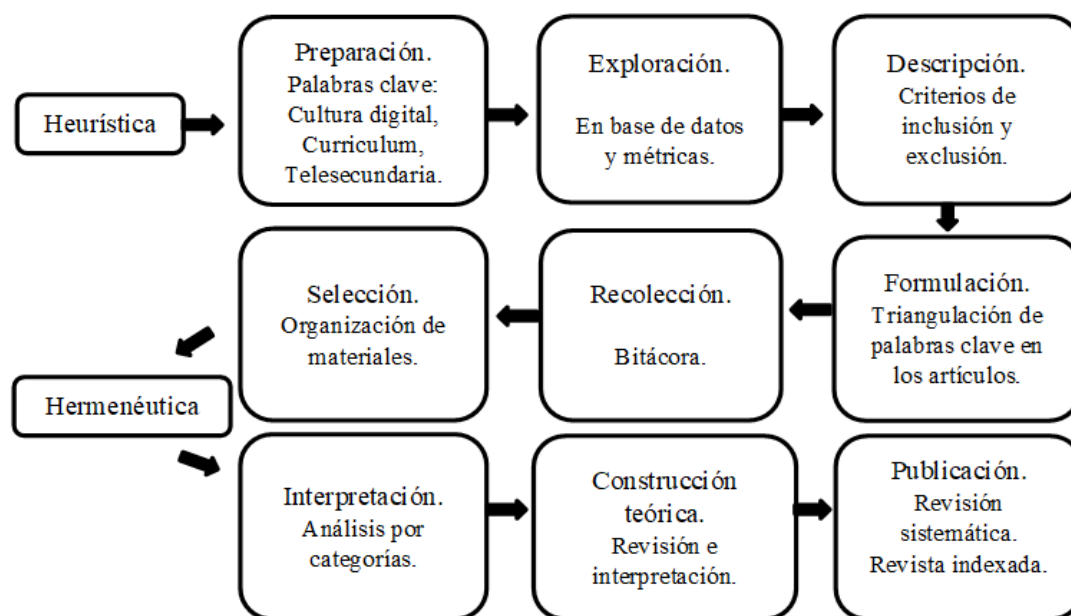 Heurística
Preparación.
Palabras clave:
Cultura digital,
Curriculum,
Telesecundaria.
Exploración.
En base de datos
y métricas.
Descripción.
Criterios de
inclusión y
exclusión.
Formulación.
Triangulación de
palabras clave en
los artículos.
Recolección.
Bitácora.
Selección.
Organización de
materiales.
Hermenéutica
Interpretación.
Análisis por
categorías.
Construcción
teórica.
Revisión e
interpretación.
Publicación.
Revisión
sistemática.
Revista indexada.